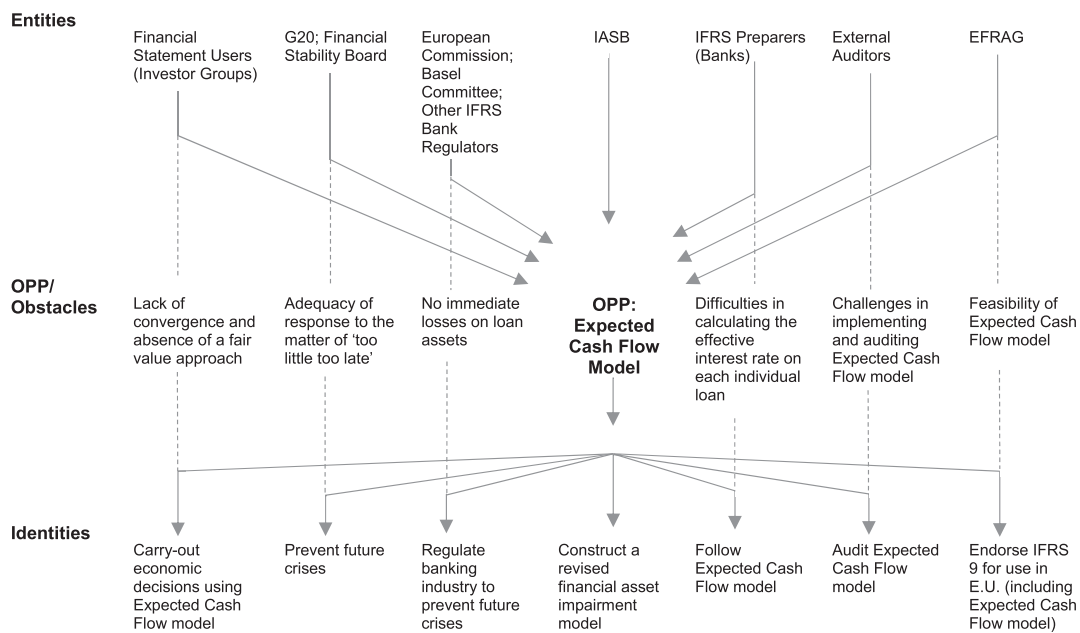 Entities
Financial
Statement Users
(Investor Groups)
G20; Financial
Stability Board
European
Commission;
Basel
Committee;
Other IFRS
Bank
Regulators
IASB
IFRS Preparers
(Banks)
External
Auditors
EFRAG
OPP/
Obstacles
Lack of
convergence and
absence of a fair
value approach
Adequacy of
response to the
matter of ‘too
little too late’
No immediate
losses on loan
assets
OPP:
Expected
Cash Flow
Model
Difficulties in
calculating the
effective
interest rate on
each individual
loan
Challenges in
implementing
and auditing
Expected Cash
Flow model
Feasibility of
Expected Cash
Flow model
Identities
Carry-out
economic
decisions using
Expected Cash
Flow model
Prevent future
crises
Regulate
banking
industry to
prevent future
crises
Construct a
revised
financial asset
impairment
model
Follow
Expected Cash
Flow model
Audit Expected
Cash Flow
model
Endorse IFRS
9 for use in
E.U. (including
Expected Cash
Flow model)